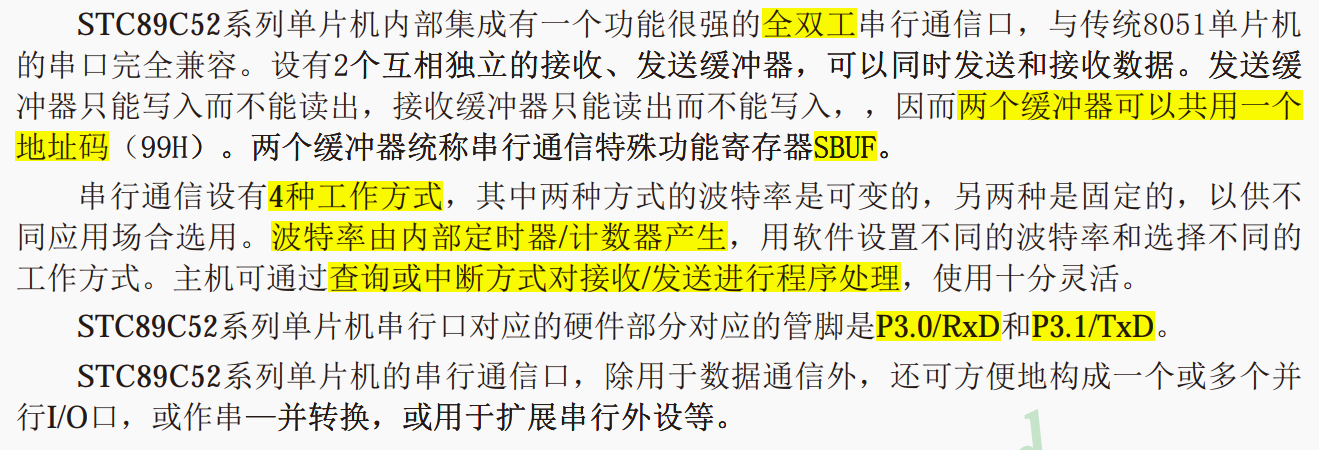 STC89C52系列单片机内部集成有一个功能很强的全双工串行通信口，与传统8051单片机
的串口完全兼容。设有2个互相独立的接收、发送缓冲器，可以同时发送和接收数据。发送缓
冲器只能写入而不能读出，接收缓冲器只能读出而不能写入，，因而两个缓冲器可以共用一个
地址码（99H）。两个缓冲器统称串行通信特殊功能寄存器SBUF。
串行通信设有4种工作方式，其中两种方式的波特率是可变的，另两种是固定的，以供不
同应用场合选用。波特率由内部定时器/计数器产生，用软件设置不同的波特率和选择不同的
工作方式。主机可通过查询或中断方式对接收/发送进行程序处理，使用十分灵活。
STC89C52系列单片机串行口对应的硬件部分对应的管脚是P3.0/RxD和P3.1/TxD。
STC89C52系列单片机的串行通信口，除用于数据通信外，还可方便地构成一个或多个并
行I/O口，或作串—并转换，或用于扩展串行外设等。